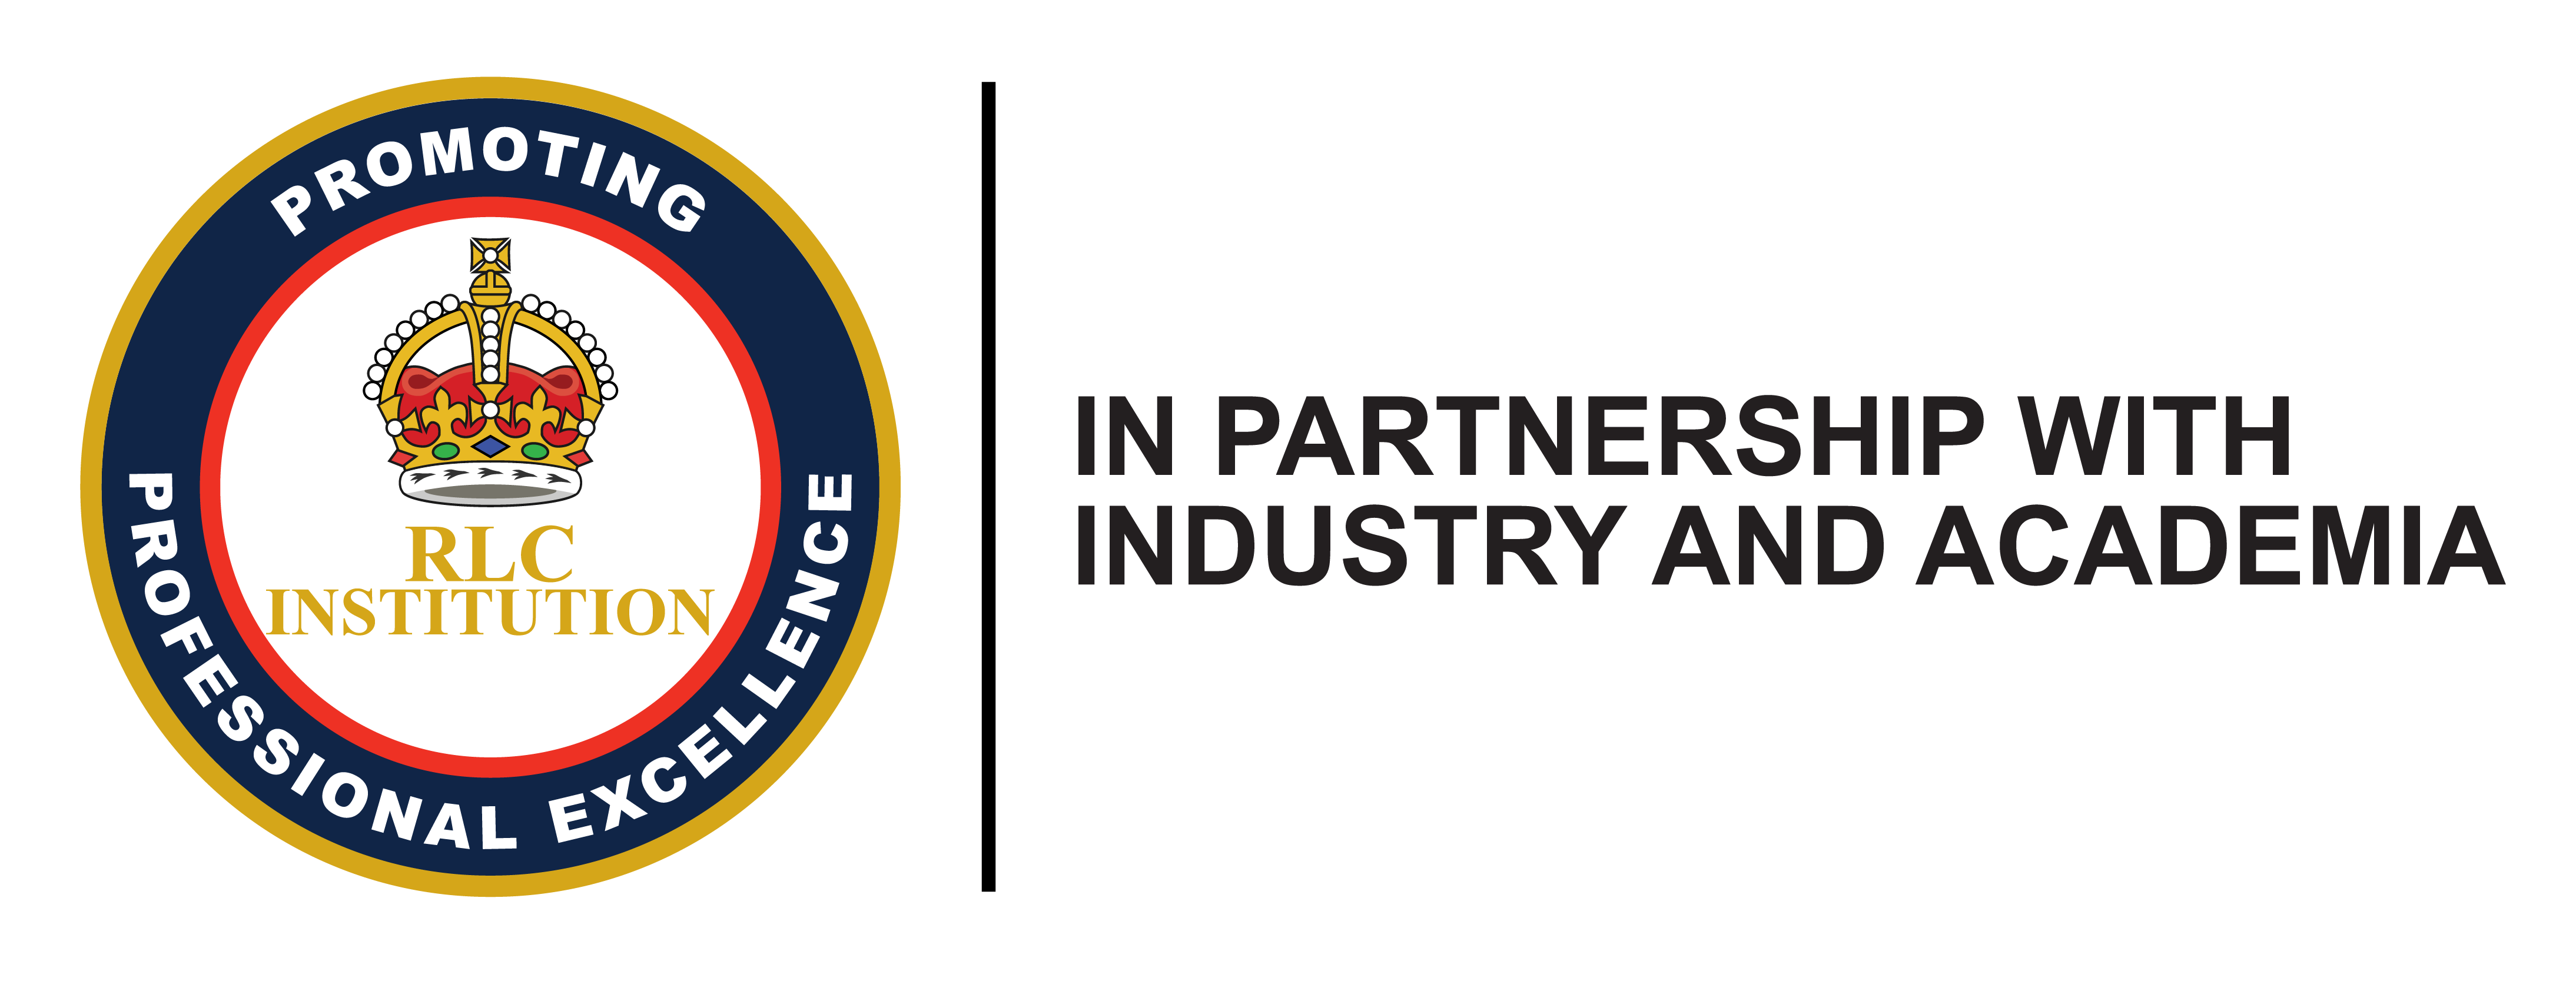 PROMOTING
RLC
INSTITUTION
PROFESSIONAL EXCELLENCE
IN PARTNERSHIP WITH
INDUSTRY AND ACADEMIA